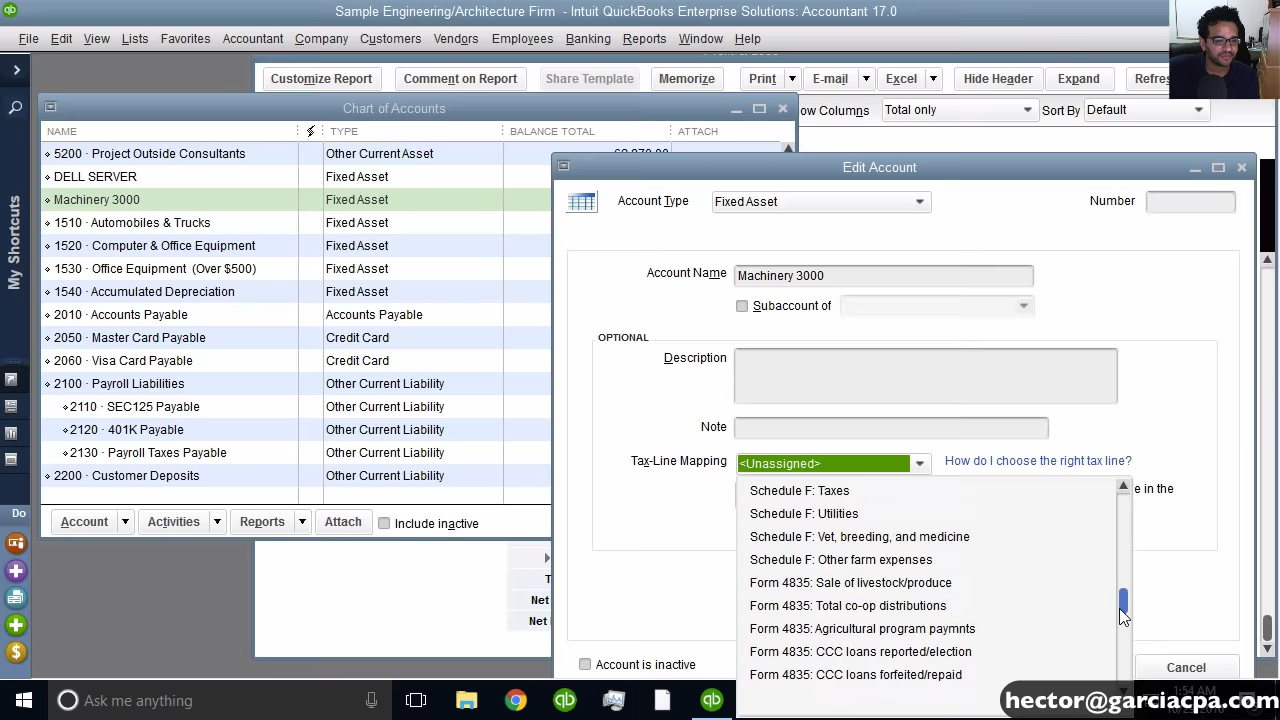 Sample Engineering/Architecture Firm - Intuit QuickBooks Enterprise Solutions: Accountant 17.0
File Edit View Lists Favorites Accountant Company Customers Vendors Employees Banking Reports Window Help
Customize Report Comment on Report Share Template Memorize Print E-mail Excel Hide Header Expand
Chart of Accounts
Total only Sort By Default
NAME TYPE BALANCE TOTAL ATTACH
5200 · Project Outside Consultants Other Current Asset
DELL SERVER Fixed Asset
Machinery 3000 Fixed Asset
1510 · Automobiles & Trucks Fixed Asset
1520 · Computer & Office Equipment Fixed Asset
1530 · Office Equipment (Over $500) Fixed Asset
1540 · Accumulated Depreciation Fixed Asset
2010 · Accounts Payable Accounts Payable
2050 · Master Card Payable Credit Card
2060 · Visa Card Payable Credit Card
2100 · Payroll Liabilities Other Current Liability
2110 · SEC125 Payable Other Current Liability
2120 · 401K Payable Other Current Liability
2130 · Payroll Taxes Payable Other Current Liability
2200 · Customer Deposits Other Current Liability
Account Activities Reports Attach Include inactive
My Shortcuts
Do
Net
Edit Account
Account Type Fixed Asset Number
Account Name Machinery 3000
Subaccount of
OPTIONAL
Description
Note
Tax-Line Mapping <Unassigned> How do I choose the right tax line?
e in the
Schedule F: Taxes
Schedule F: Utilities
Schedule F: Vet, breeding, and medicine
Schedule F: Other farm expenses
Form 4835: Sale of livestock/produce
Form 4835: Total co-op distributions
Form 4835: Agricultural program paymnts
Form 4835: CCC loans reported/election
Form 4835: CCC loans forfeited/repaid
Account is inactive
Cancel
Ask me anything
1:54 AM
hector@garciacpa.com